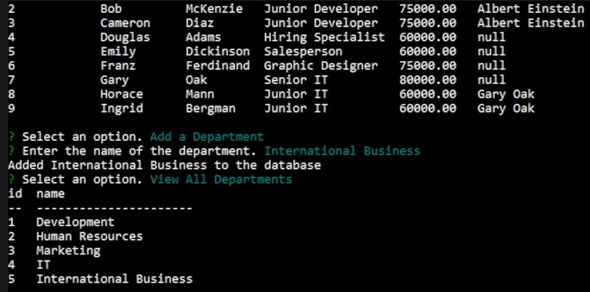 2 Bob McKenzie Junior Developer 75000.00 Albert Einstein
3 Cameron Diaz Junior Developer 75000.00 Albert Einstein
4 Douglas Adams Hiring Specialist 60000.00 null
5 Emily Dickinson Salesperson 60000.00 null
6 Franz Ferdinand Graphic Designer 75000.00 null
7 Gary Oak Senior IT 80000.00 null
8 Horace Mann Junior IT 60000.00 Gary Oak
9 Ingrid Bergman Junior IT 60000.00 Gary Oak
? Select an option. Add a Department
? Enter the name of the department. International Business
Added International Business to the database
? Select an option. View All Departments
id name
-- ----------------------
1 Development
2 Human Resources
3 Marketing
4 IT
5 International Business